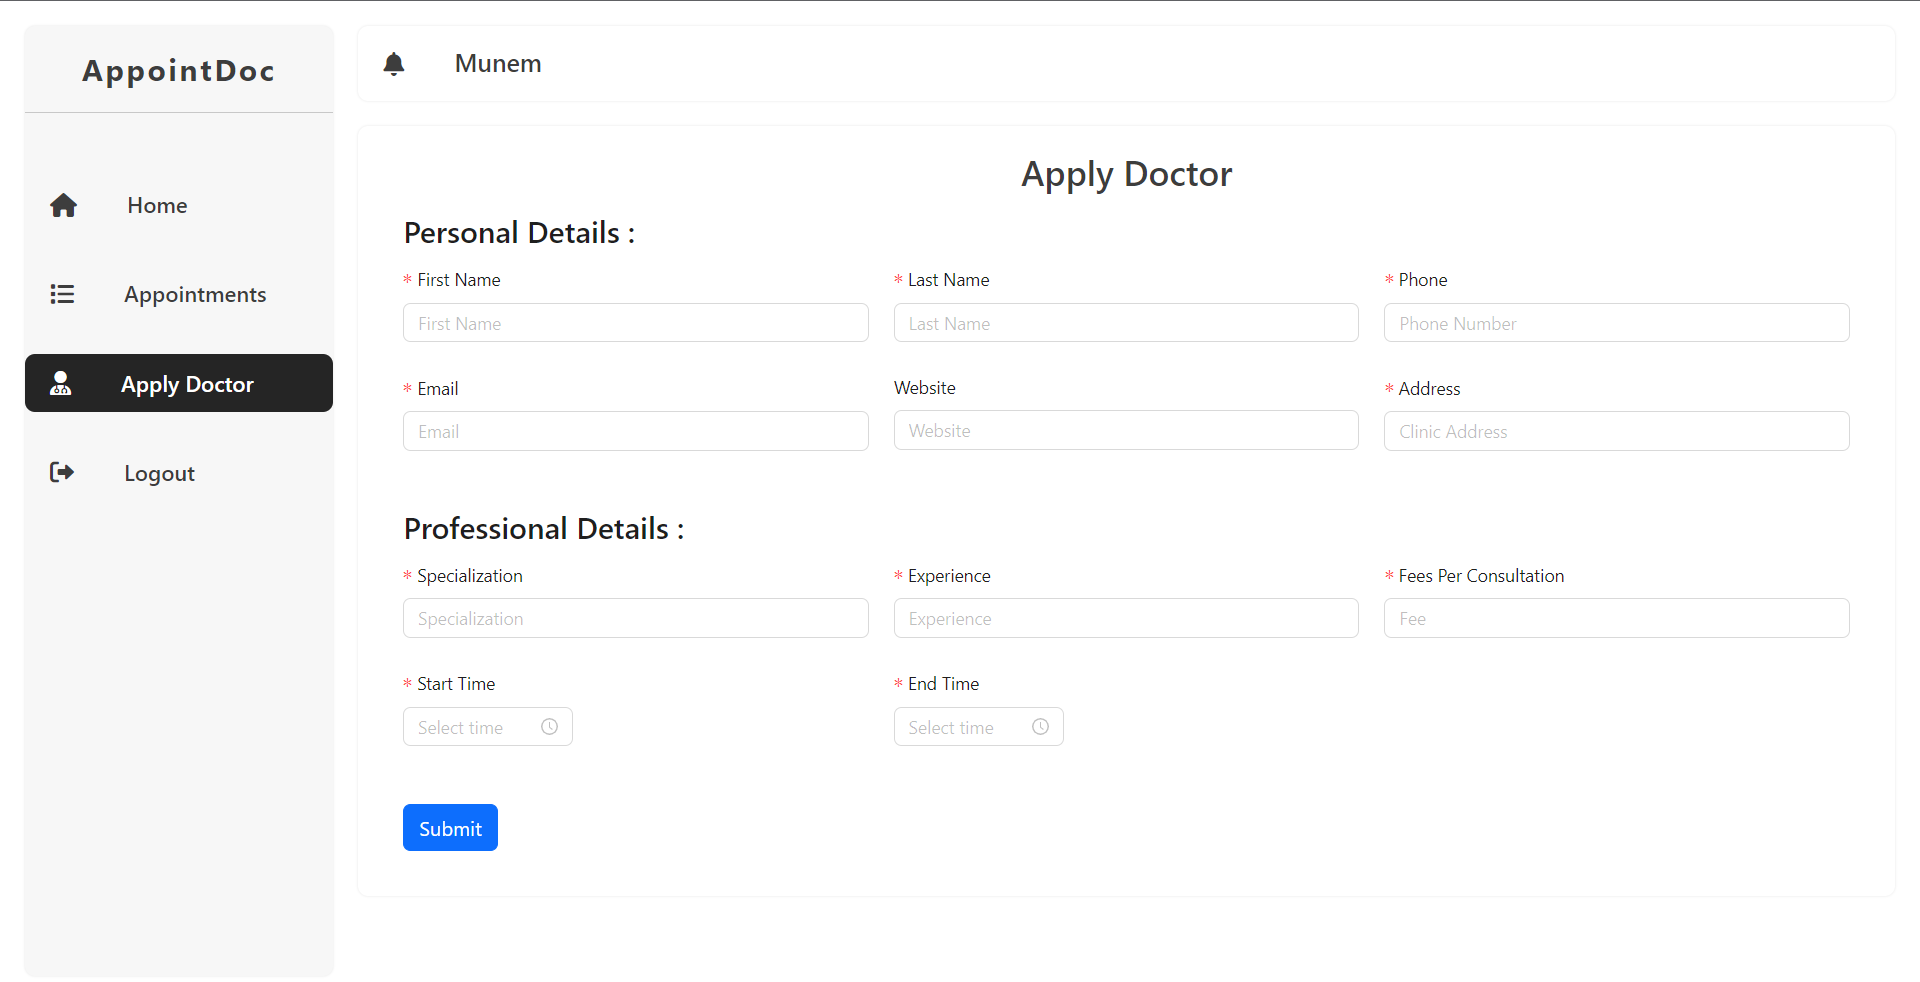 AppointDoc
Home
Appointments
Apply Doctor
Logout
Munem
Apply Doctor
Personal Details :
* First Name
First Name
* Last Name
Last Name
* Phone
Phone Number
* Email
Email
Website
Website
* Address
Clinic Address
Professional Details :
* Specialization
Specialization
* Experience
Experience
* Fees Per Consultation
Fee
* Start Time
Select time
* End Time
Select time
Submit